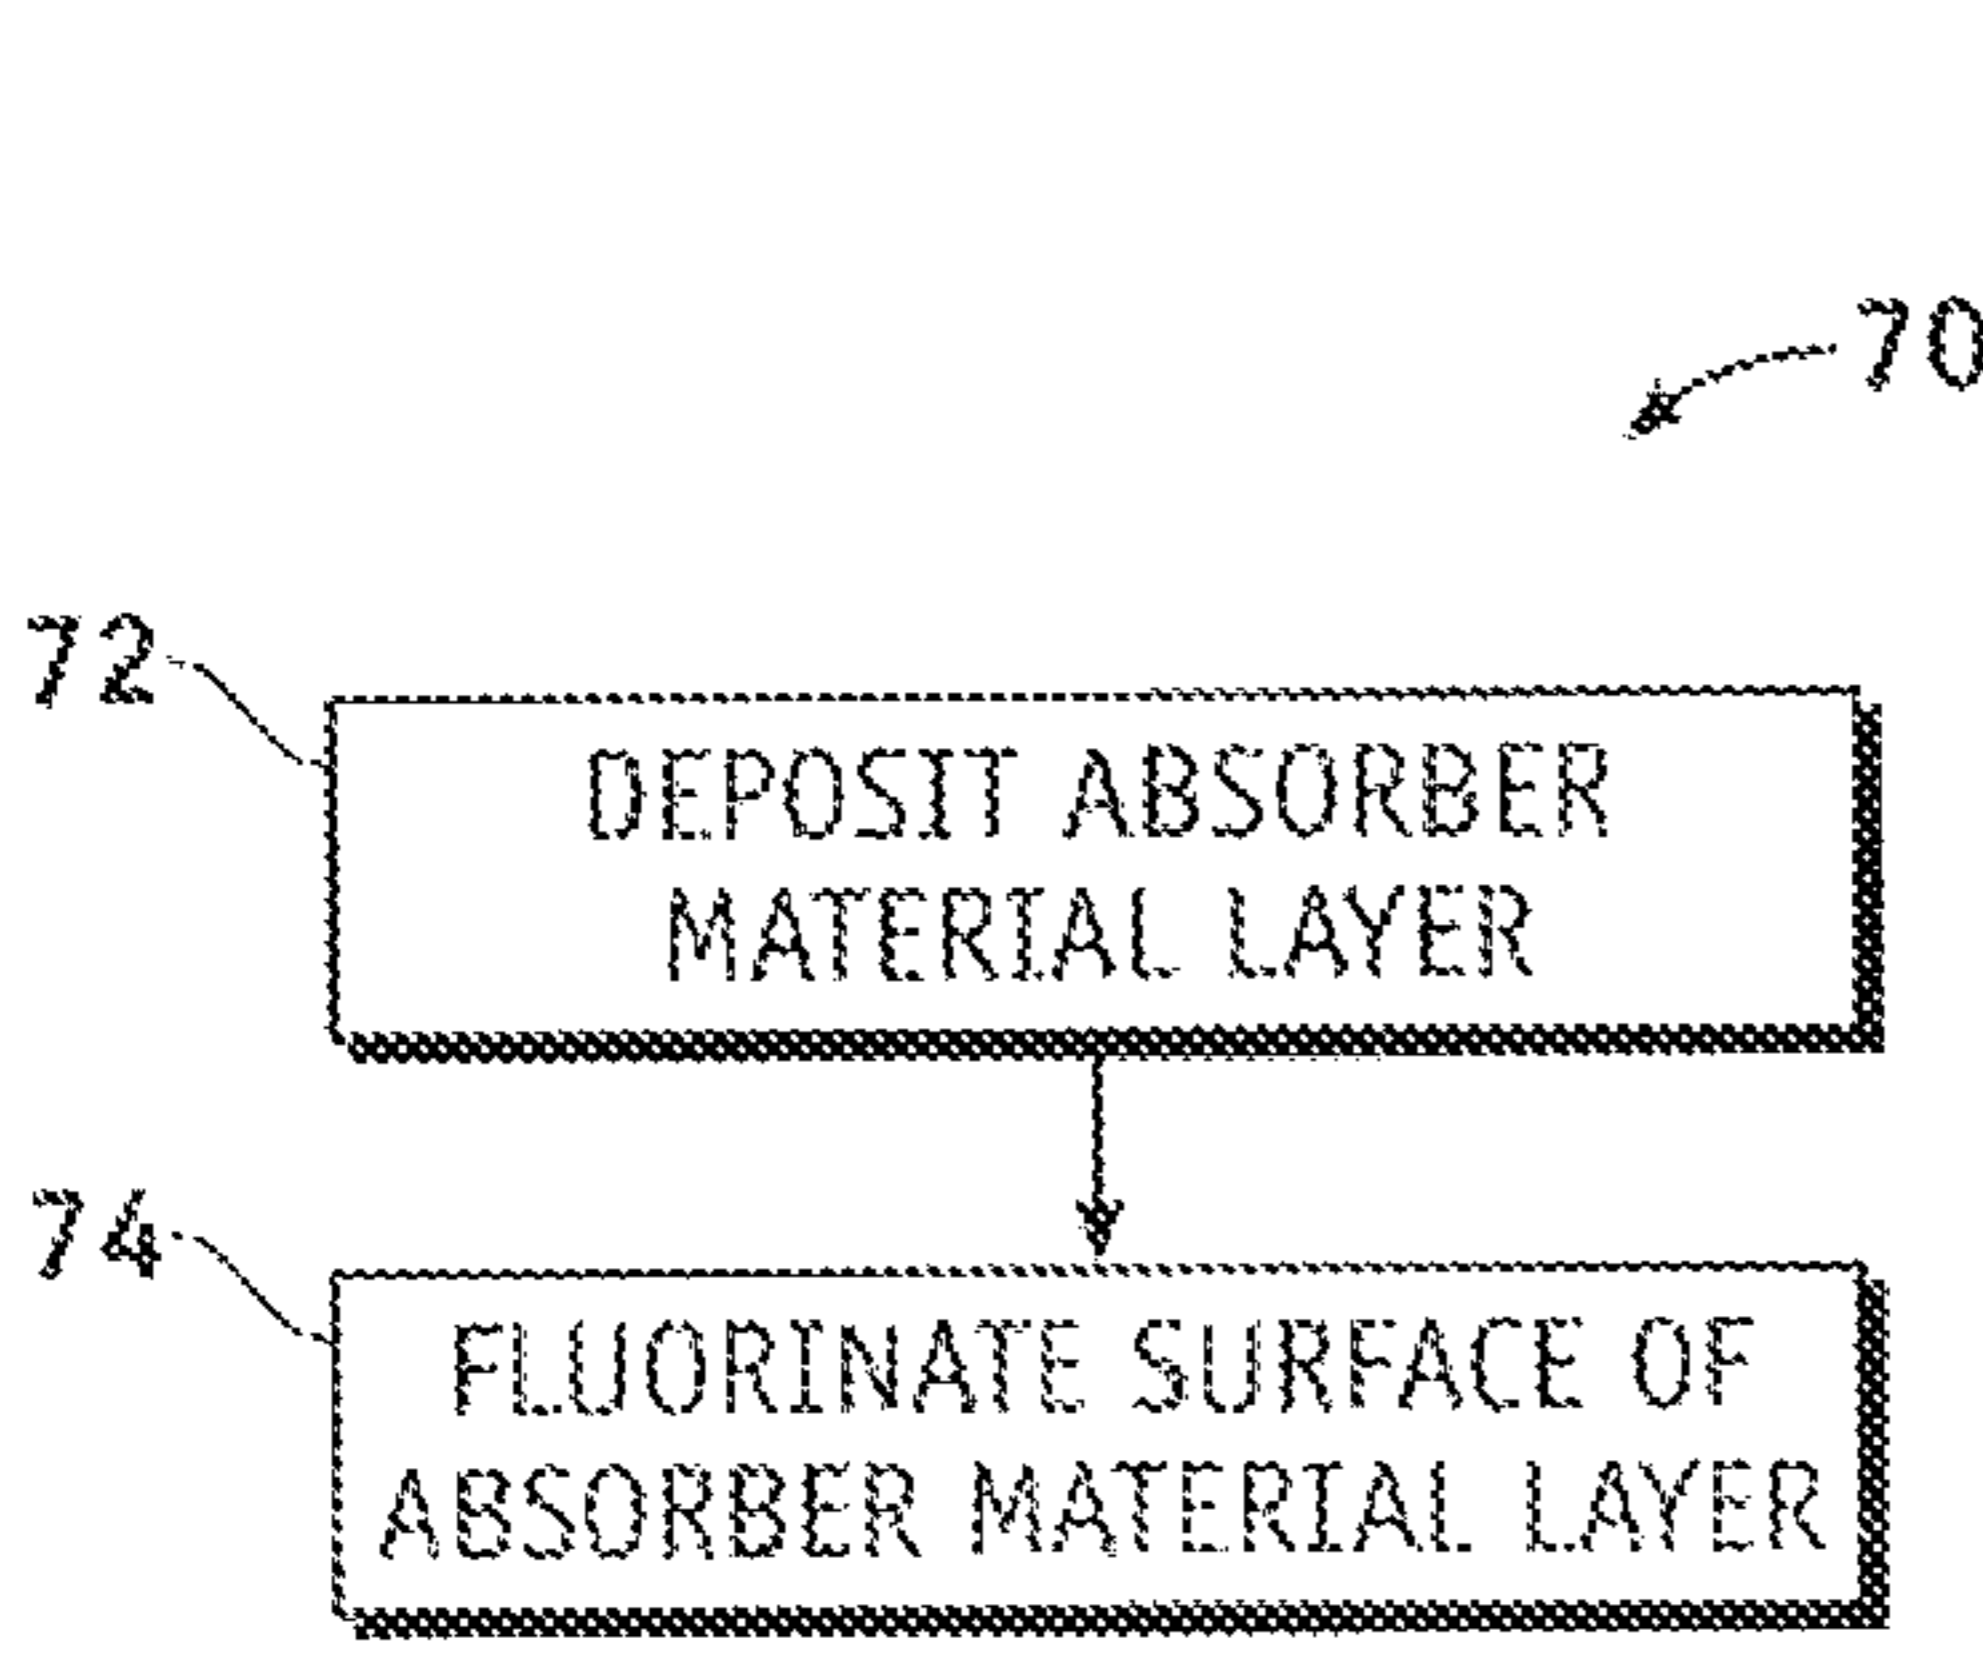 70
72
DEPOSIT ABSORBER
MATERIAL LAYER
74
FLUORINATE SURFACE OF
ABSORBER MATERIAL LAYER